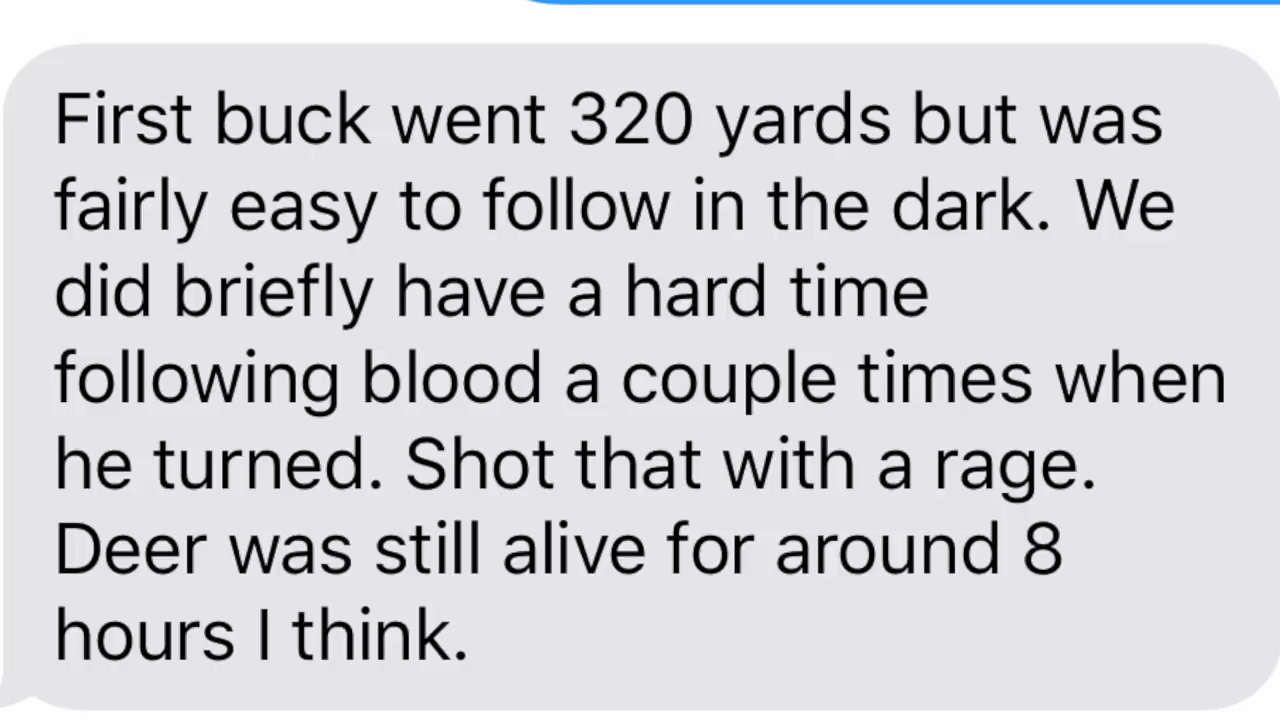 First buck went 320 yards but was
fairly easy to follow in the dark. We
did briefly have a hard time
following blood a couple times when
he turned. Shot that with a rage.
Deer was still alive for around 8
hours I think.